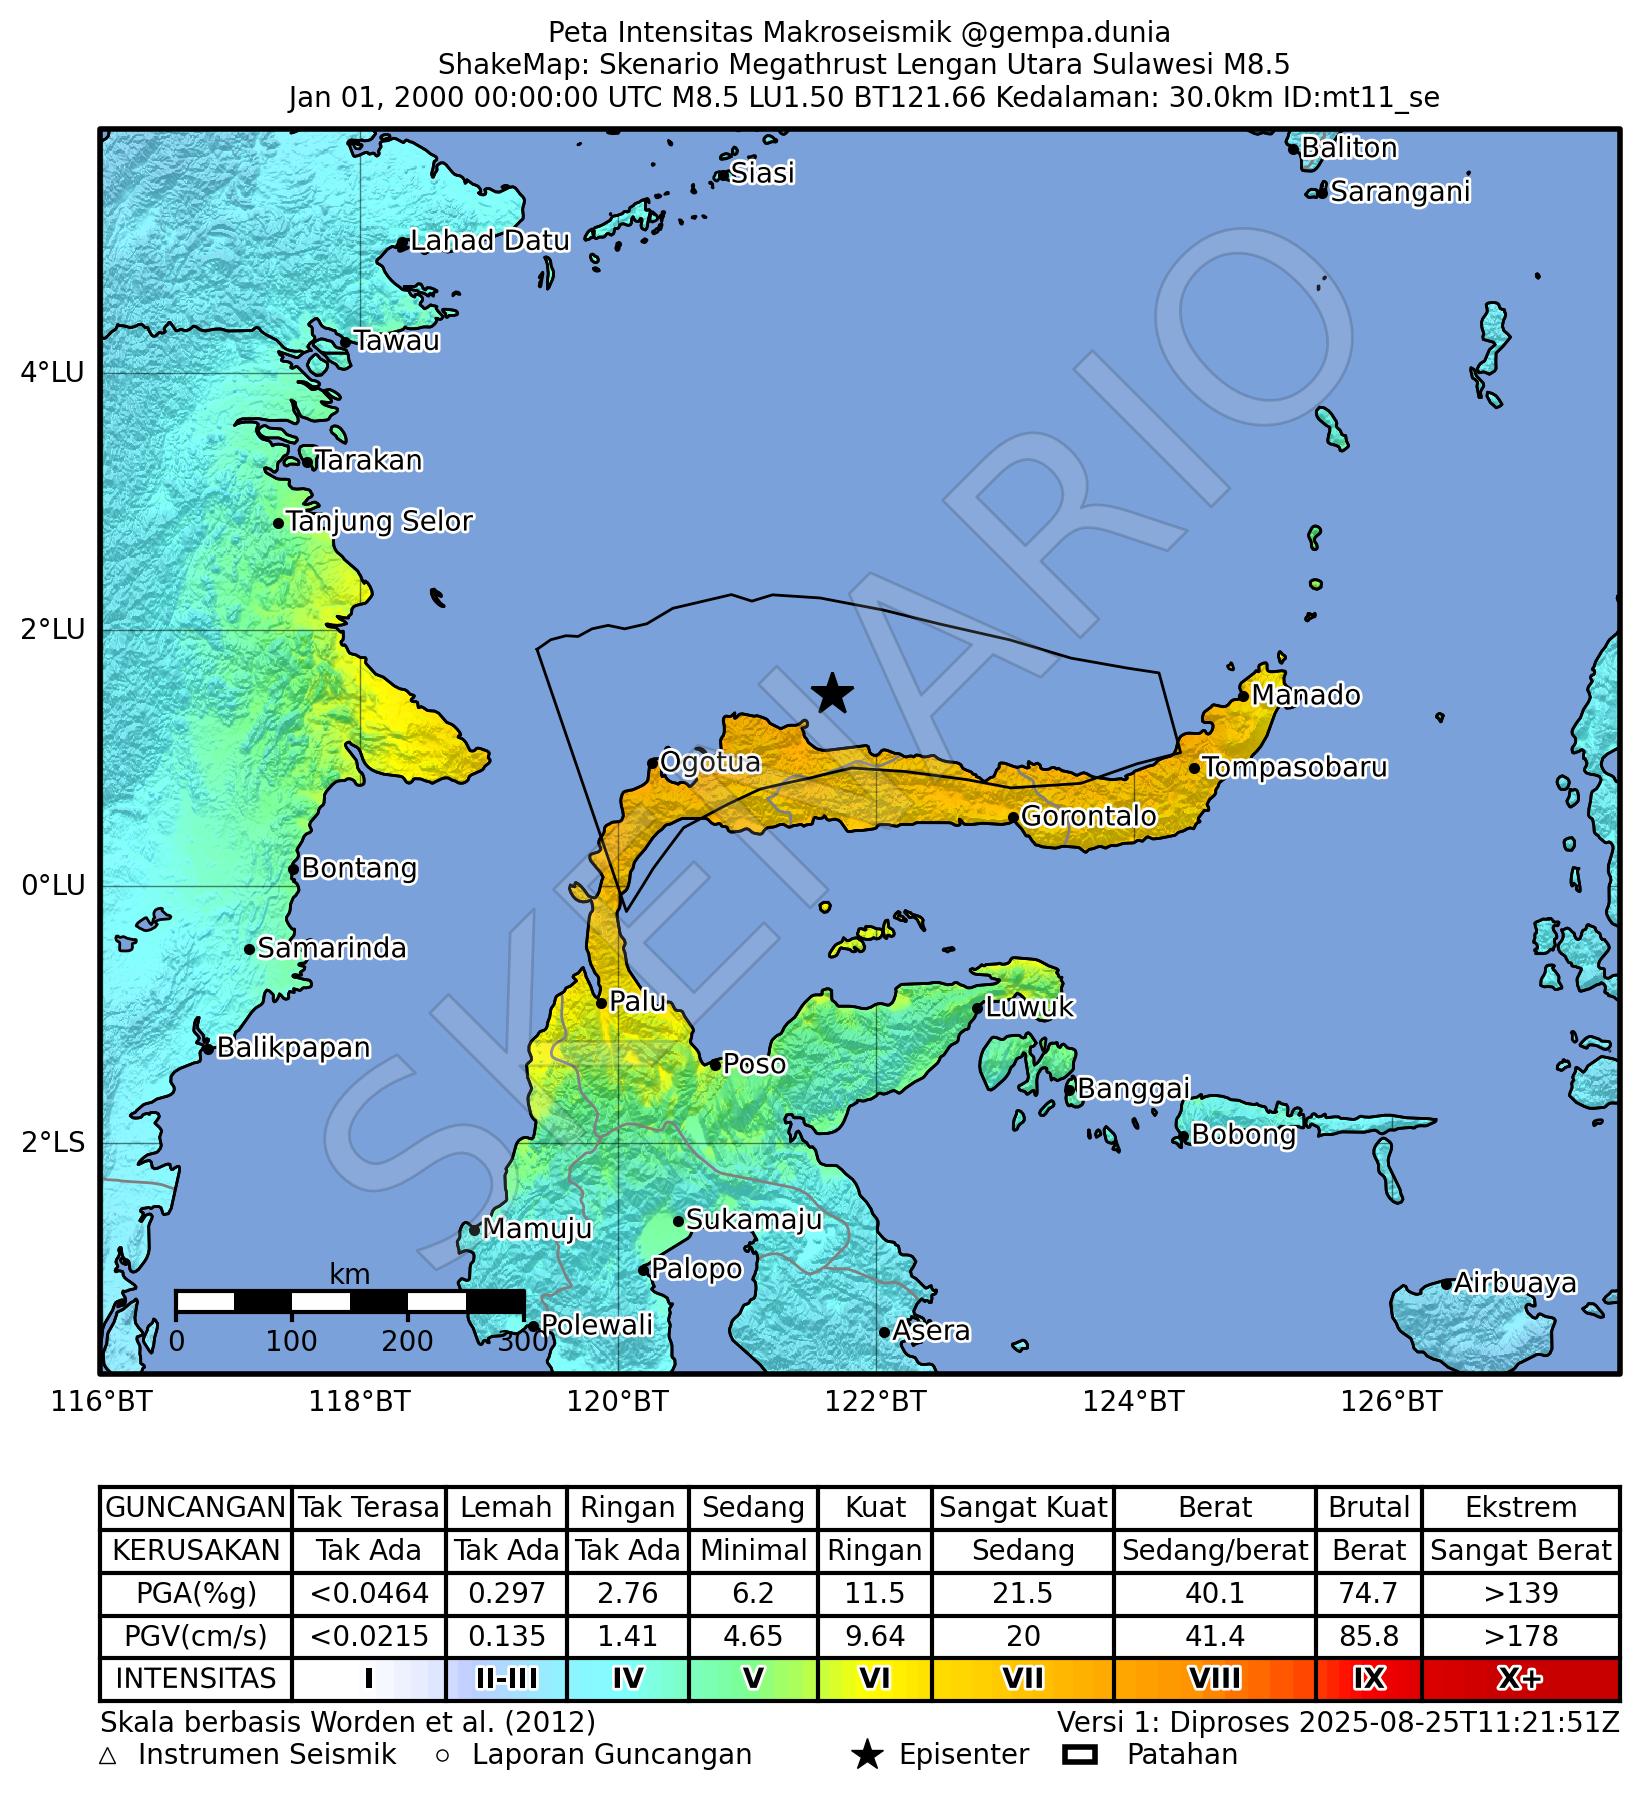 Peta Intensitas Makroseismik @gempa.dunia
ShakeMap: Skenario Megathrust Lengan Utara Sulawesi M8.5
Jan 01, 2000 00:00:00 UTC M8.5 LU1.50 BT121.66 Kedalaman: 30.0km ID:mt11_se
Baliton
Siasi
Sarangani
Lahad Datu
Tawau
4°LU
Tarakan
Tanjung Selor
2°LU
Manado
Ogotua
Tompasobaru
Gorontalo
Bontang
0°LU
Samarinda
Palu
Luwuk
Balikpapan
Poso
Banggai
Bobong
2°LS
Sukamaju
Mamuju
Palopo
km
Airbuaya
Polewali
Asera
0 100 200 300
SKENARIO
116°BT 118°BT 120°BT 122°BT 124°BT 126°BT
GUNCANGAN Tak Terasa Lemah Ringan Sedang Kuat Sangat Kuat Berat Brutal Ekstrem
KERUSAKAN Tak Ada Tak Ada Tak Ada Minimal Ringan Sedang Sedang/berat Berat Sangat Berat
PGA(%g) <0.0464 0.297 2.76 6.2 11.5 21.5 40.1 74.7 >139
PGV(cm/s) <0.0215 0.135 1.41 4.65 9.64 20 41.4 85.8 >178
INTENSITAS I II-III IV V VI VII VIII IX X+
Skala berbasis Worden et al. (2012) Versi 1: Diproses 2025-08-25T11:21:51Z
Instrumen Seismik Laporan Guncangan Episenter Patahan